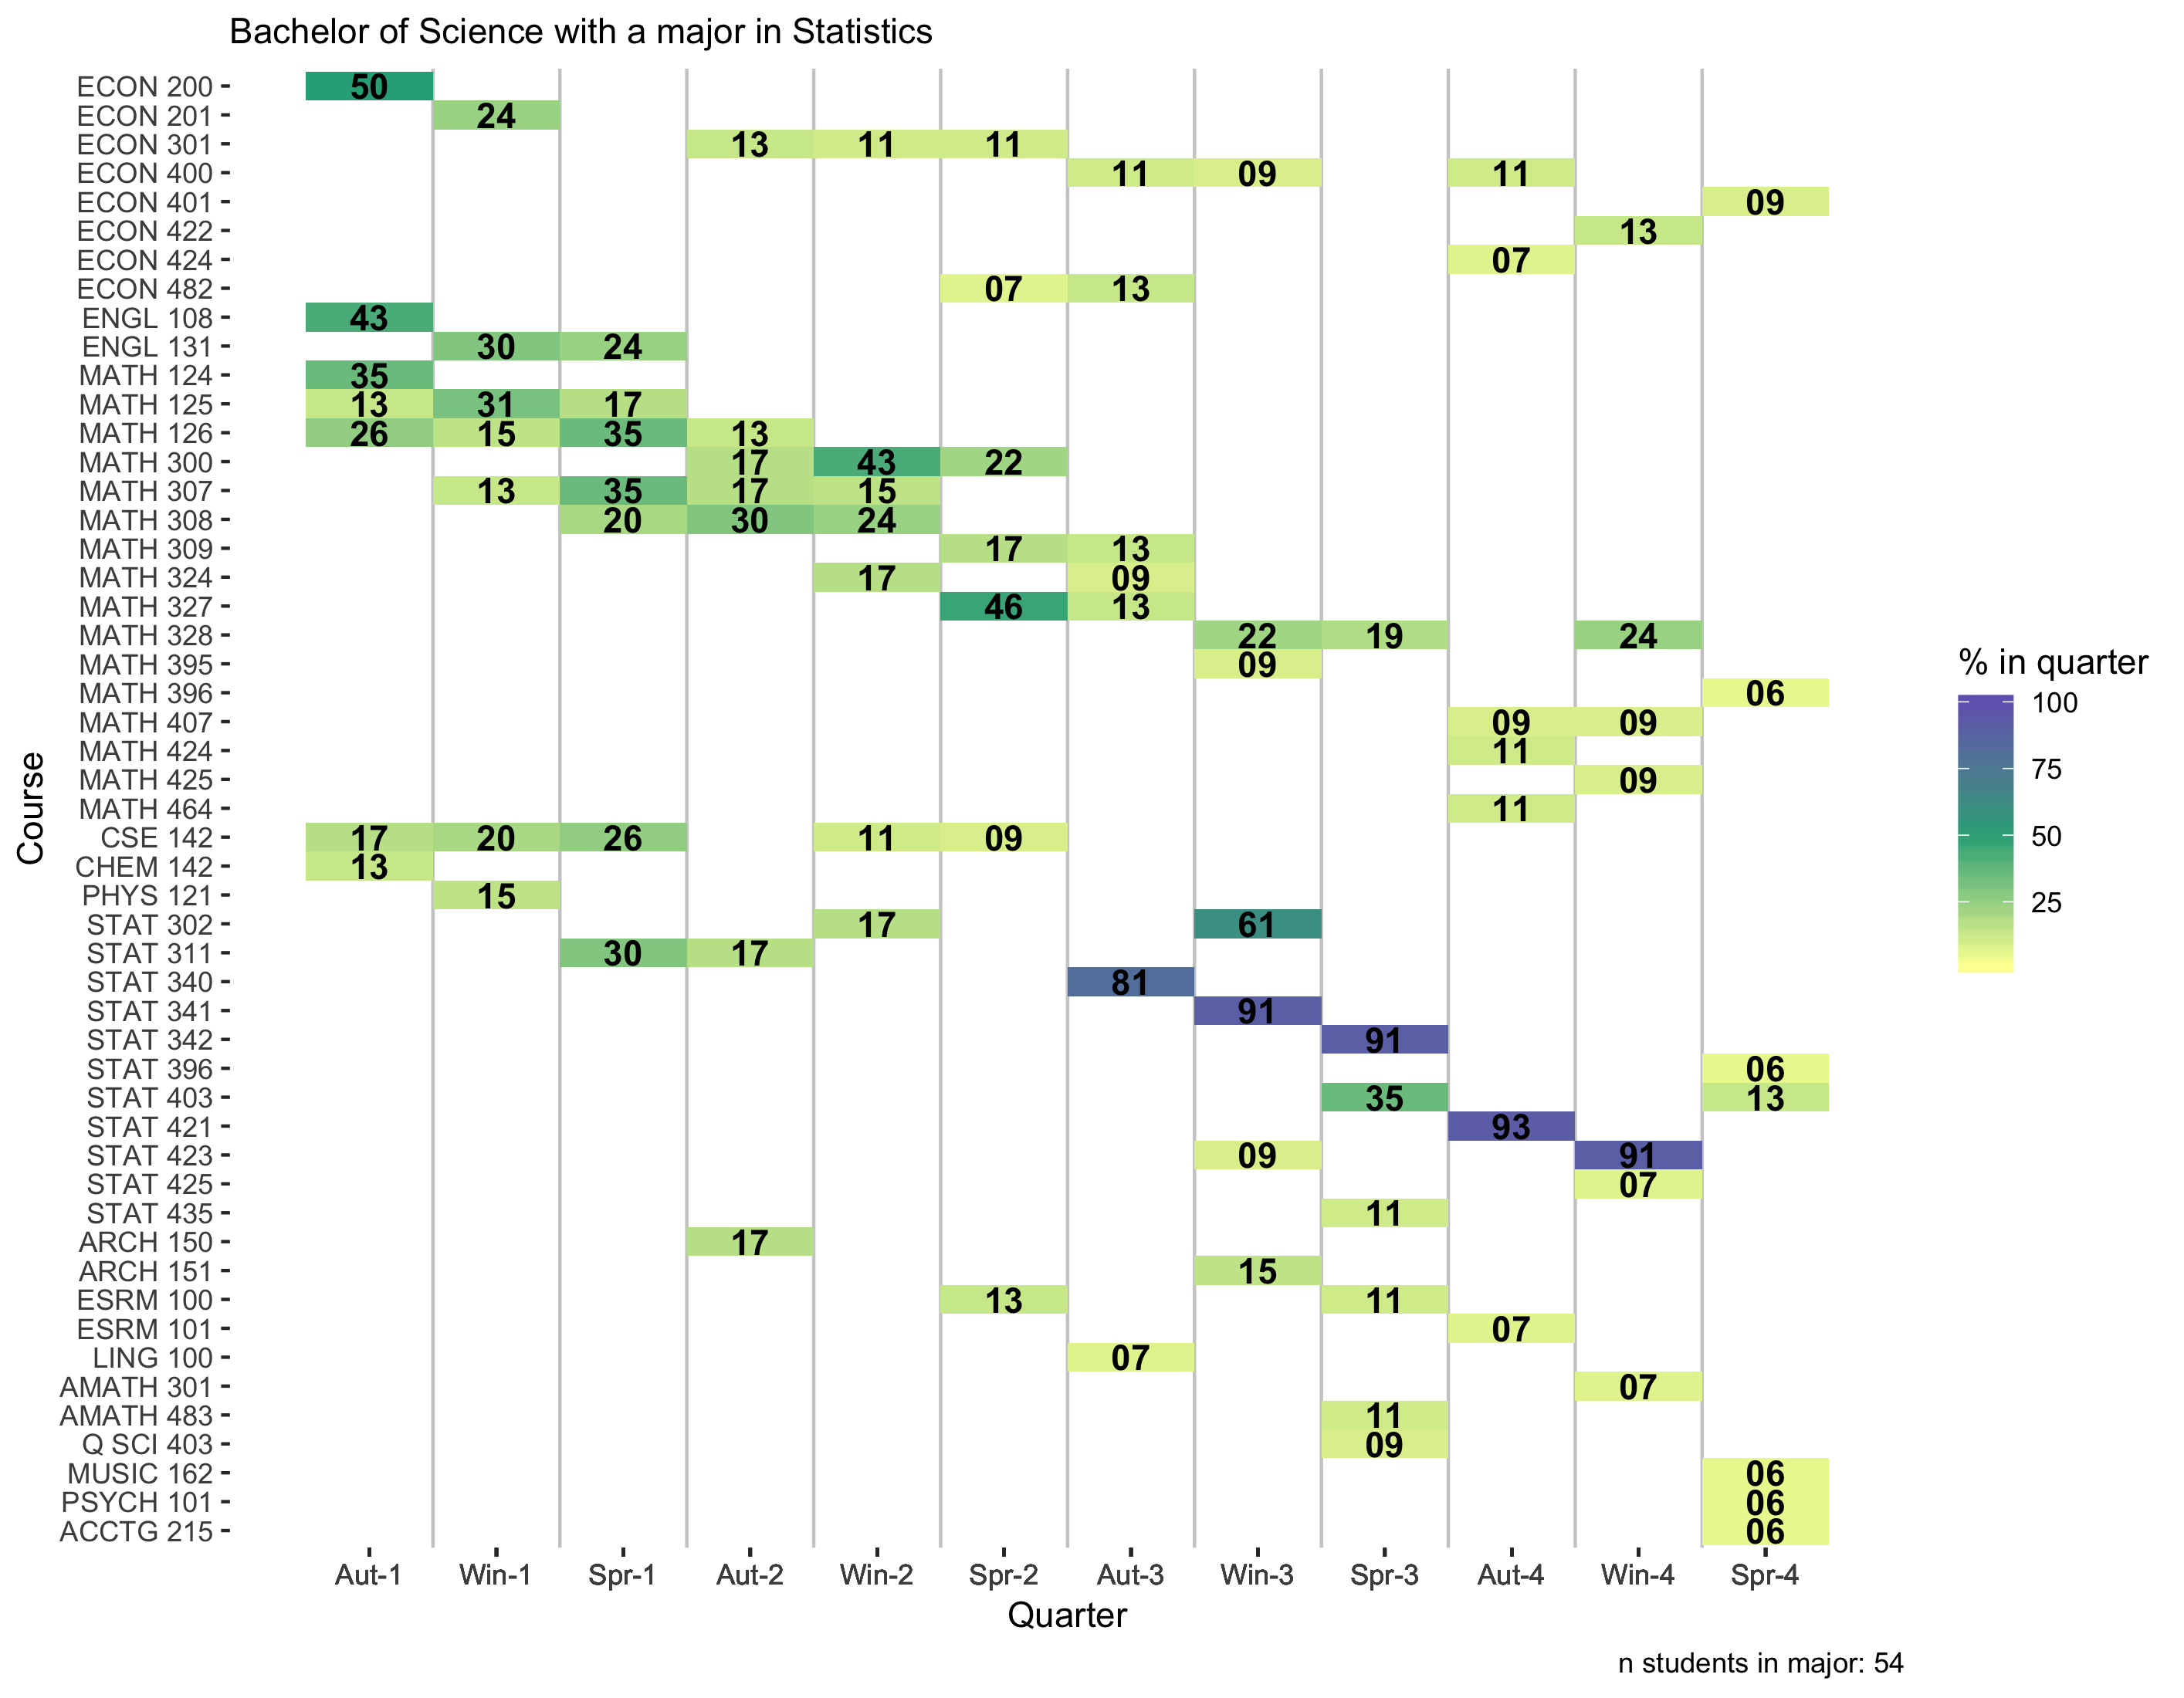 Bachelor of Science with a major in Statistics
ECON 200 50
ECON 201 24
ECON 301 13 11 11
ECON 400 11 09 11
ECON 401 09
ECON 422 13
ECON 424 07
ECON 482 07 13
ENGL 108 43
ENGL 131 30 24
MATH 124 35
MATH 125 13 31 17
MATH 126 26 15 35 13
MATH 300 17 43 22
MATH 307 13 35 17 15
MATH 308 20 30 24
MATH 309 17 13
MATH 324 17 09
MATH 327 46 13
MATH 328 22 19 24
MATH 395 09
MATH 396 06
MATH 407 09 09
MATH 424 11
MATH 425 09
MATH 464 11
CSE 142 17 20 26 11 09
CHEM 142 13
PHYS 121 15
STAT 302 17 61
STAT 311 30 17
STAT 340 81
STAT 341 91
STAT 342 91
STAT 396 06
STAT 403 35 13
STAT 421 93
STAT 423 09 91
STAT 425 07
STAT 435 11
ARCH 150 17
ARCH 151 15
ESRM 100 13 11
ESRM 101 07
LING 100 07
AMATH 301 07
AMATH 483 11
Q SCI 403 09
MUSIC 162 06
PSYCH 101 06
ACCTG 215 06
Aut-1 Win-1 Spr-1 Aut-2 Win-2 Spr-2 Aut-3 Win-3 Spr-3 Aut-4 Win-4 Spr-4
Quarter
Course
% in quarter
100
75
50
25
n students in major: 54